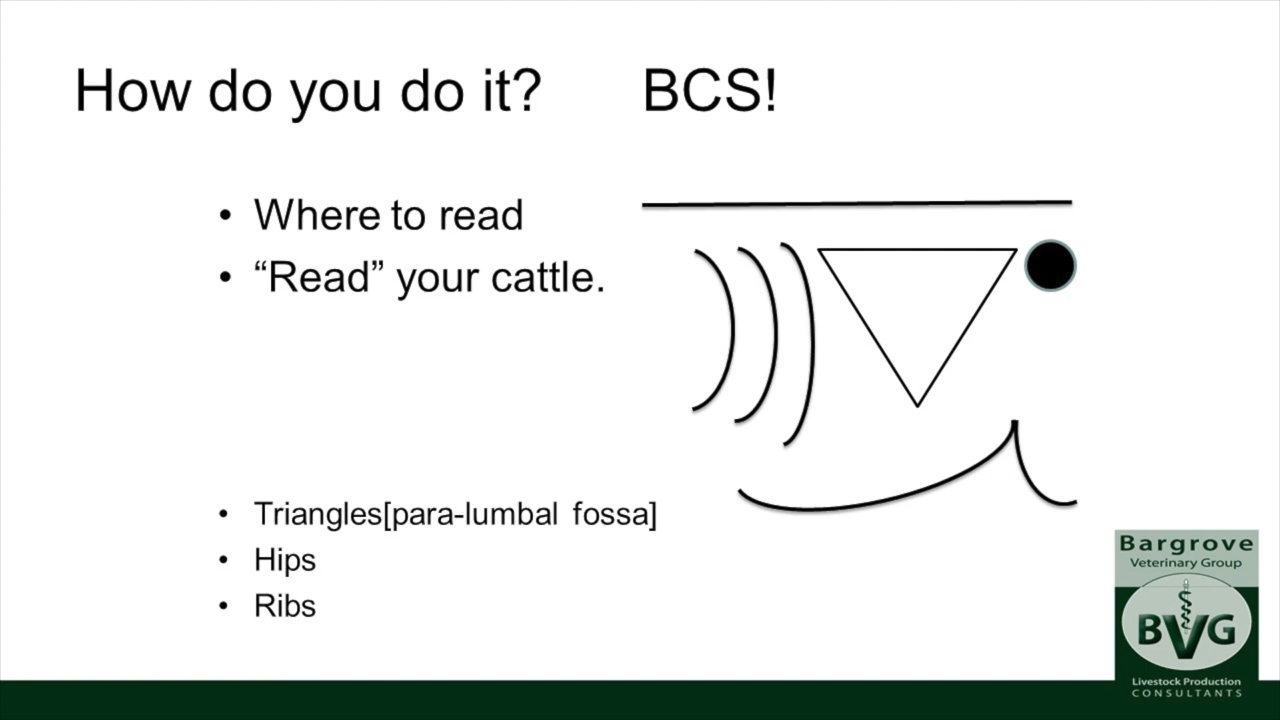 How do you do it? BCS!
• Where to read
• “Read” your cattle.
• Triangles[para-lumbal fossa]
• Hips
• Ribs
Bargrove
Veterinary Group
BVG
Livestock Production
CONSULTANTS